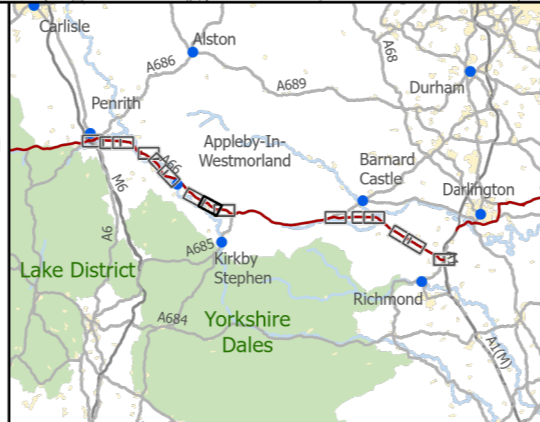 Carlisle
Alston
A686
A68
A689
Durham
Penrith
Appleby-In-
Westmorland
A66
Barnard
Castle
Darlington
M6
A6
A685
Kirkby
Stephen
Lake District
Richmond
A684
Yorkshire
Dales
A1(M)